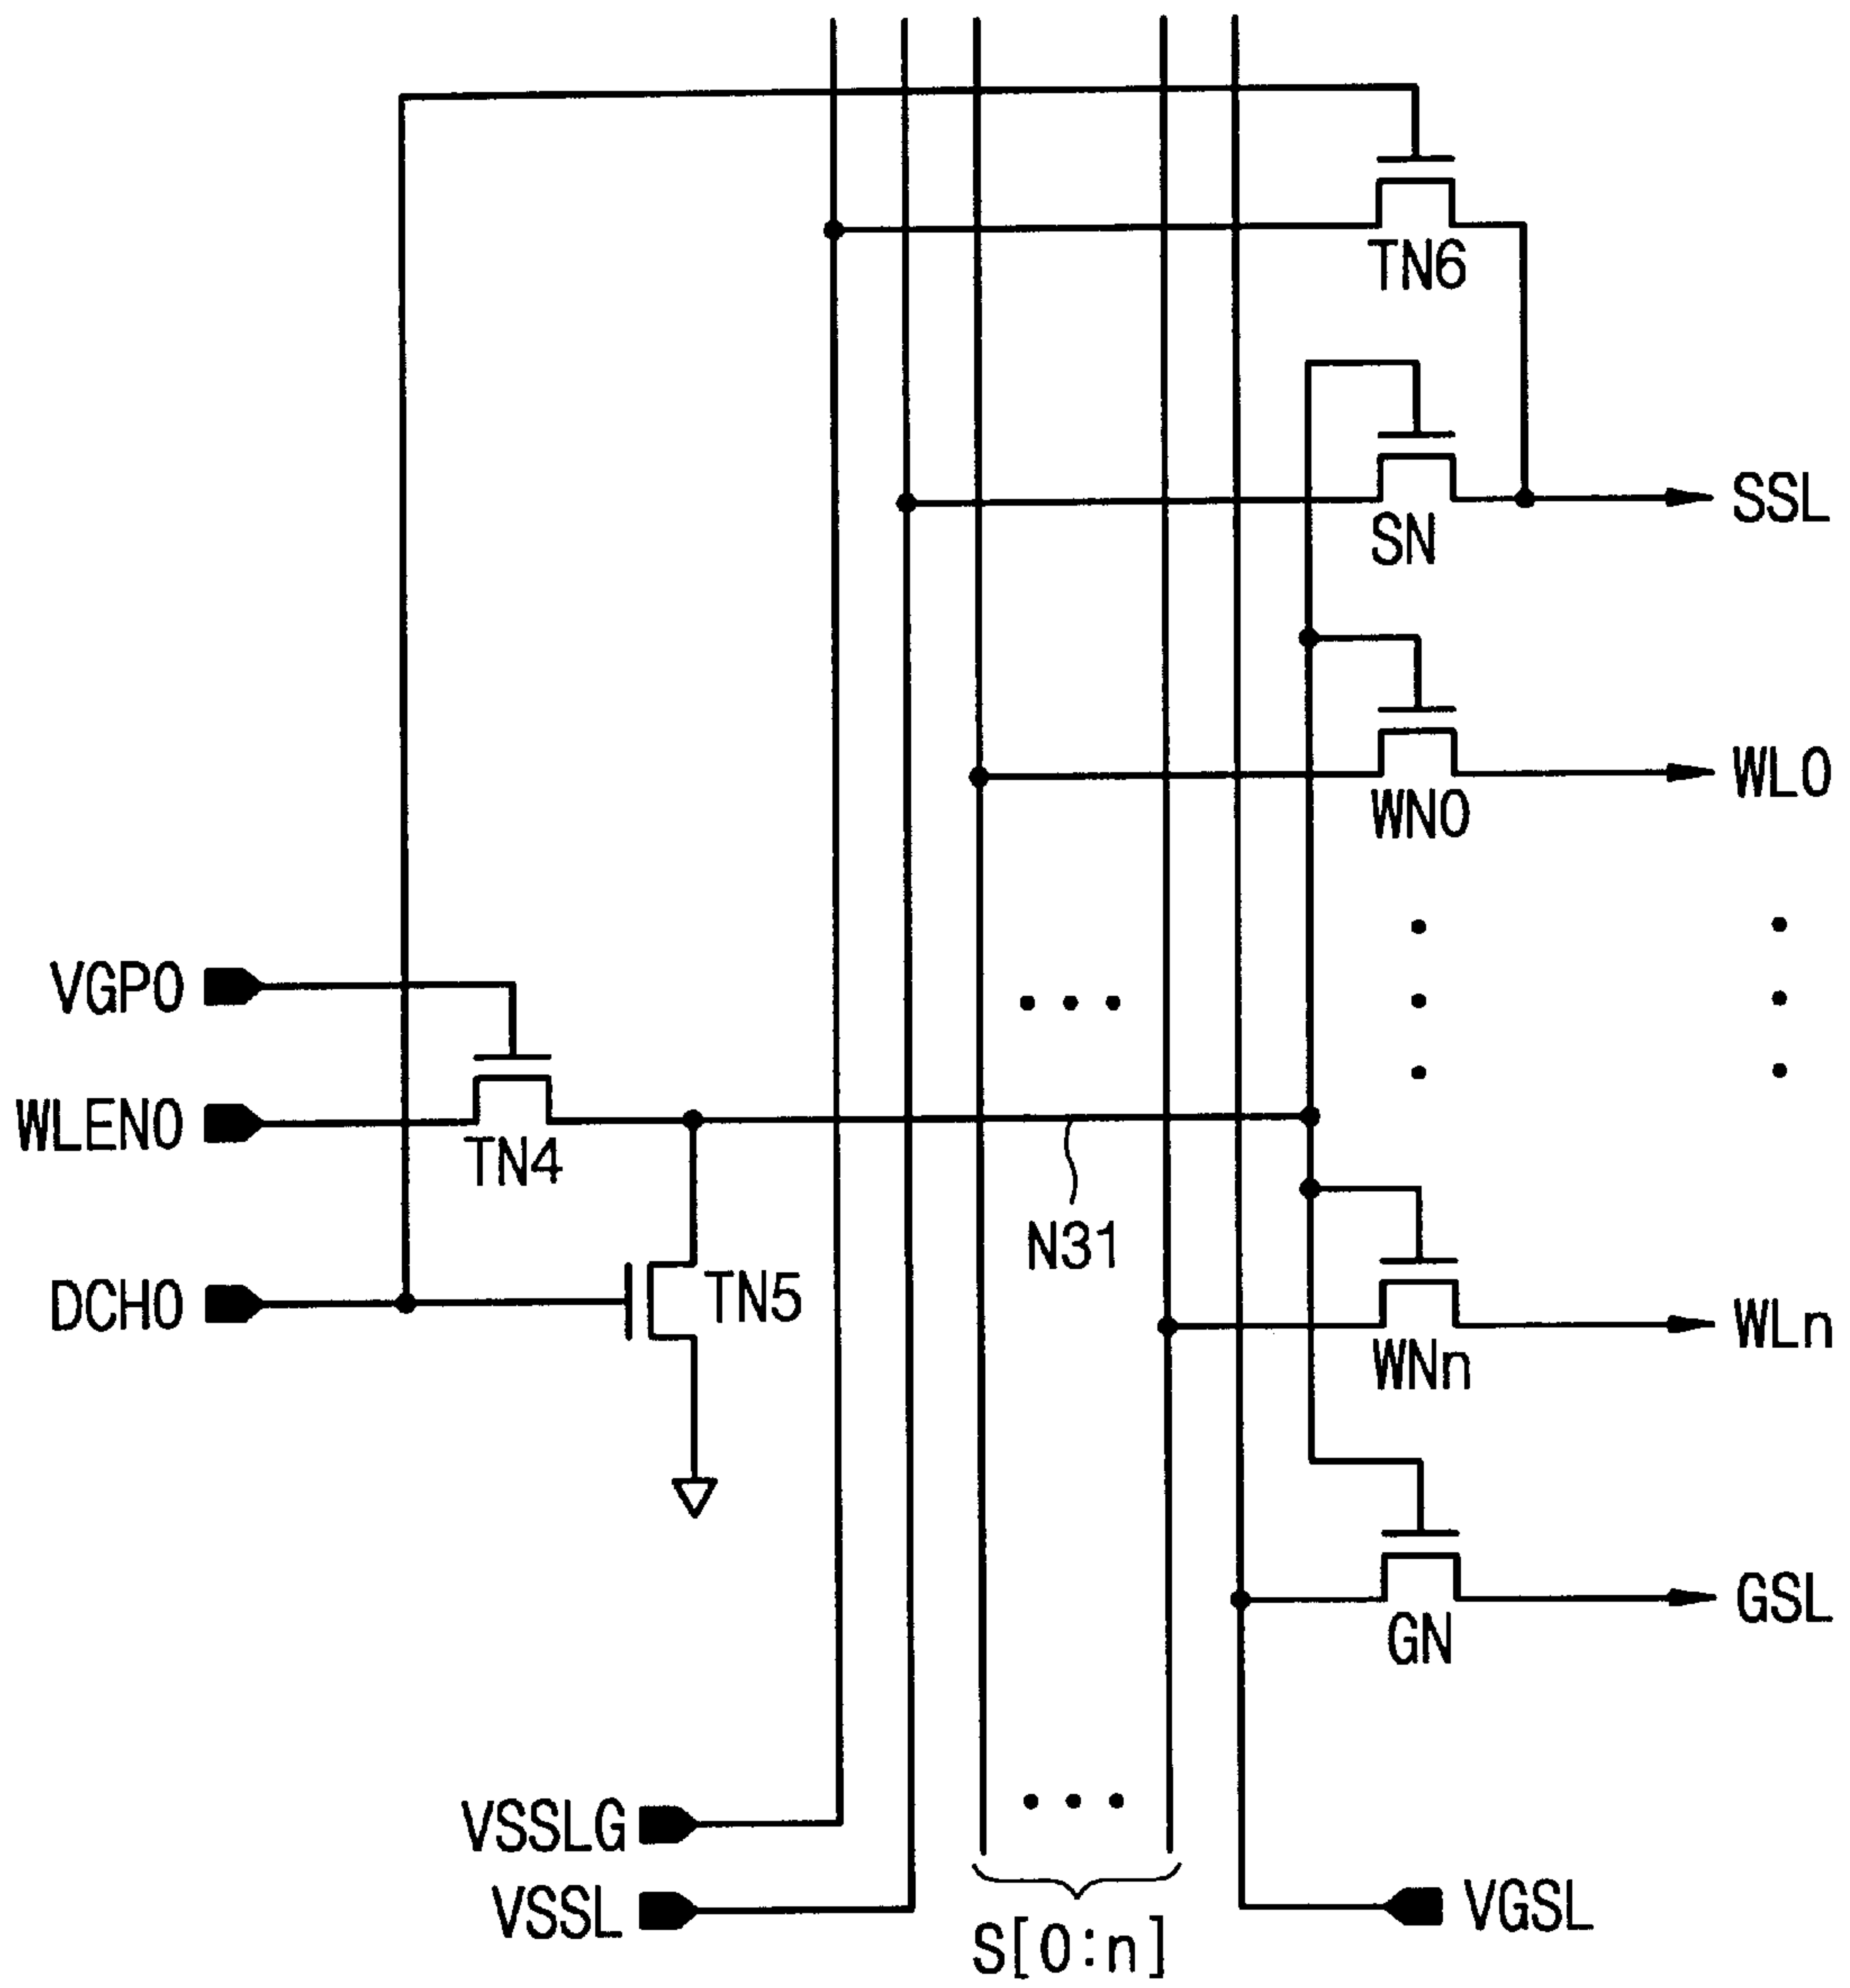 TN6
SSL
SN
WL0
WN0
VGP0
WLEN0
TN4
N31
DCH0
TN5
WLn
WNn
GSL
GN
VSSLG
VSSL
VGSL
S[0:n]